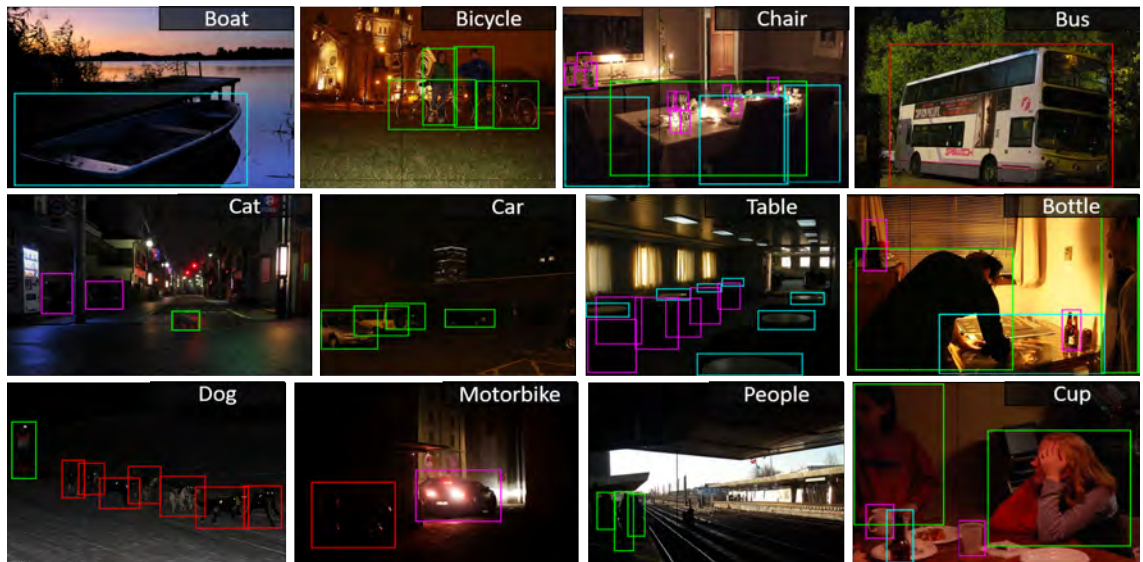 Boat
Bicycle
Chair
Bus
Cat
Car
Table
Bottle
Dog
Motorbike
People
Cup